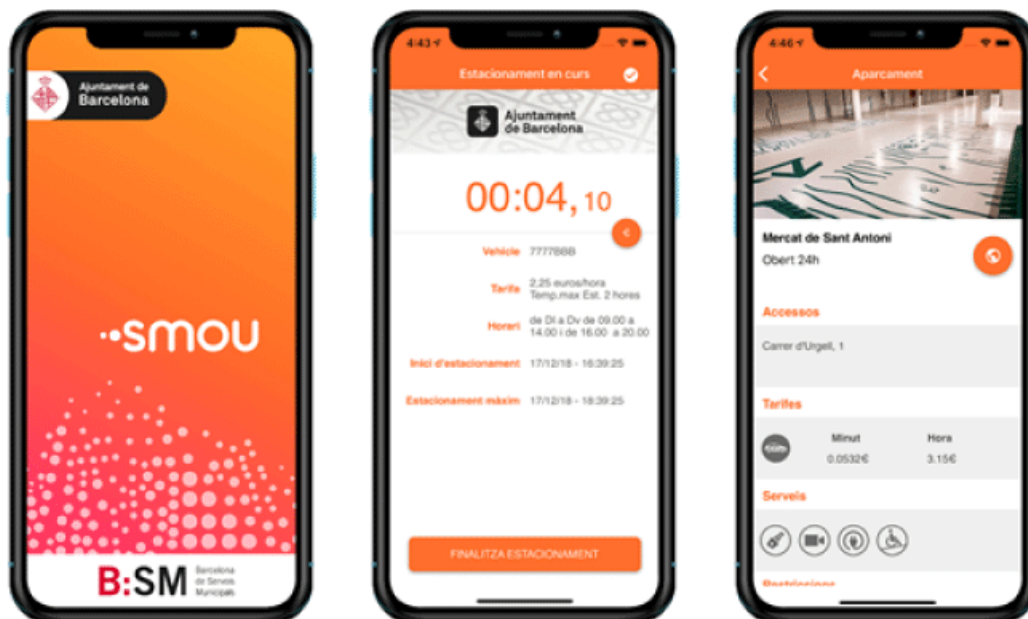 Ajuntament de
Barcelona
smou
B:SM
Barcelona
de Serveis
Municipals
4:43
Estacionament en curs
Ajuntament
de Barcelona
00:04, 10
€
Vehicle 7777BBB
Tarifa 2,25 euros/hora
Temp.max Est. 2 hores
Horari de Dl a Dv de 09.00 a
14.00 i de 16.00 a 20.00
Inici d'estacionament 17/12/18 - 16:39:25
Estacionament màxim 17/12/18 - 18:39:25
FINALITZA ESTACIONAMENT
4:46
Aparcament
Mercat de Sant Antoni
Obert 24h
Accessos
Carrer d'Urgell, 1
Tarifes
Minut Hora
0.0532€ 3.15€
Serveis
Restriccions